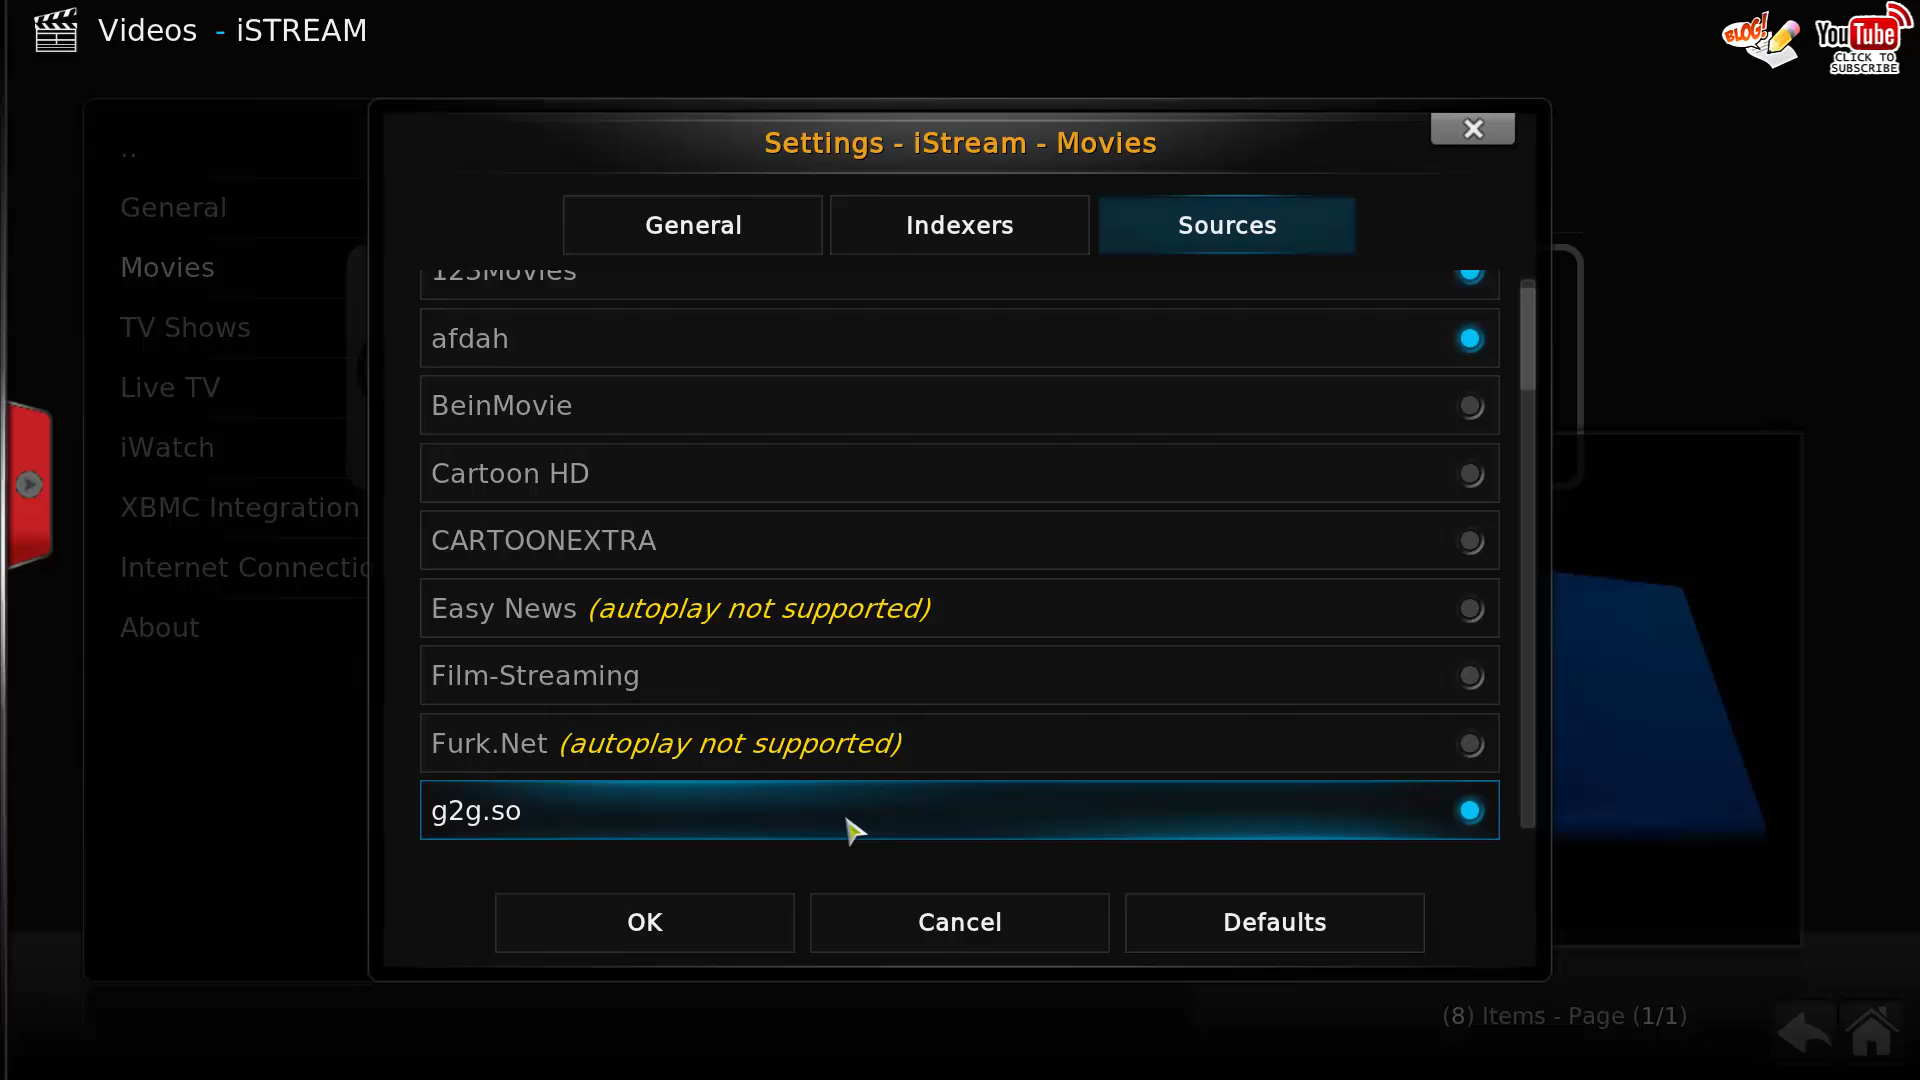 Videos - iSTREAM
BLOG!
YouTube
CLICK TO
SUBSCRIBE
..
General
Movies
TV Shows
Live TV
iWatch
XBMC Integration
Internet Connectio
About
Settings - iStream - Movies
General
Indexers
Sources
123Movies
afdah
BeinMovie
Cartoon HD
CARTOONEXTRA
Easy News (autoplay not supported)
Film-Streaming
Furk.Net (autoplay not supported)
g2g.so
OK
Cancel
Defaults
(8) Items - Page (1/1)